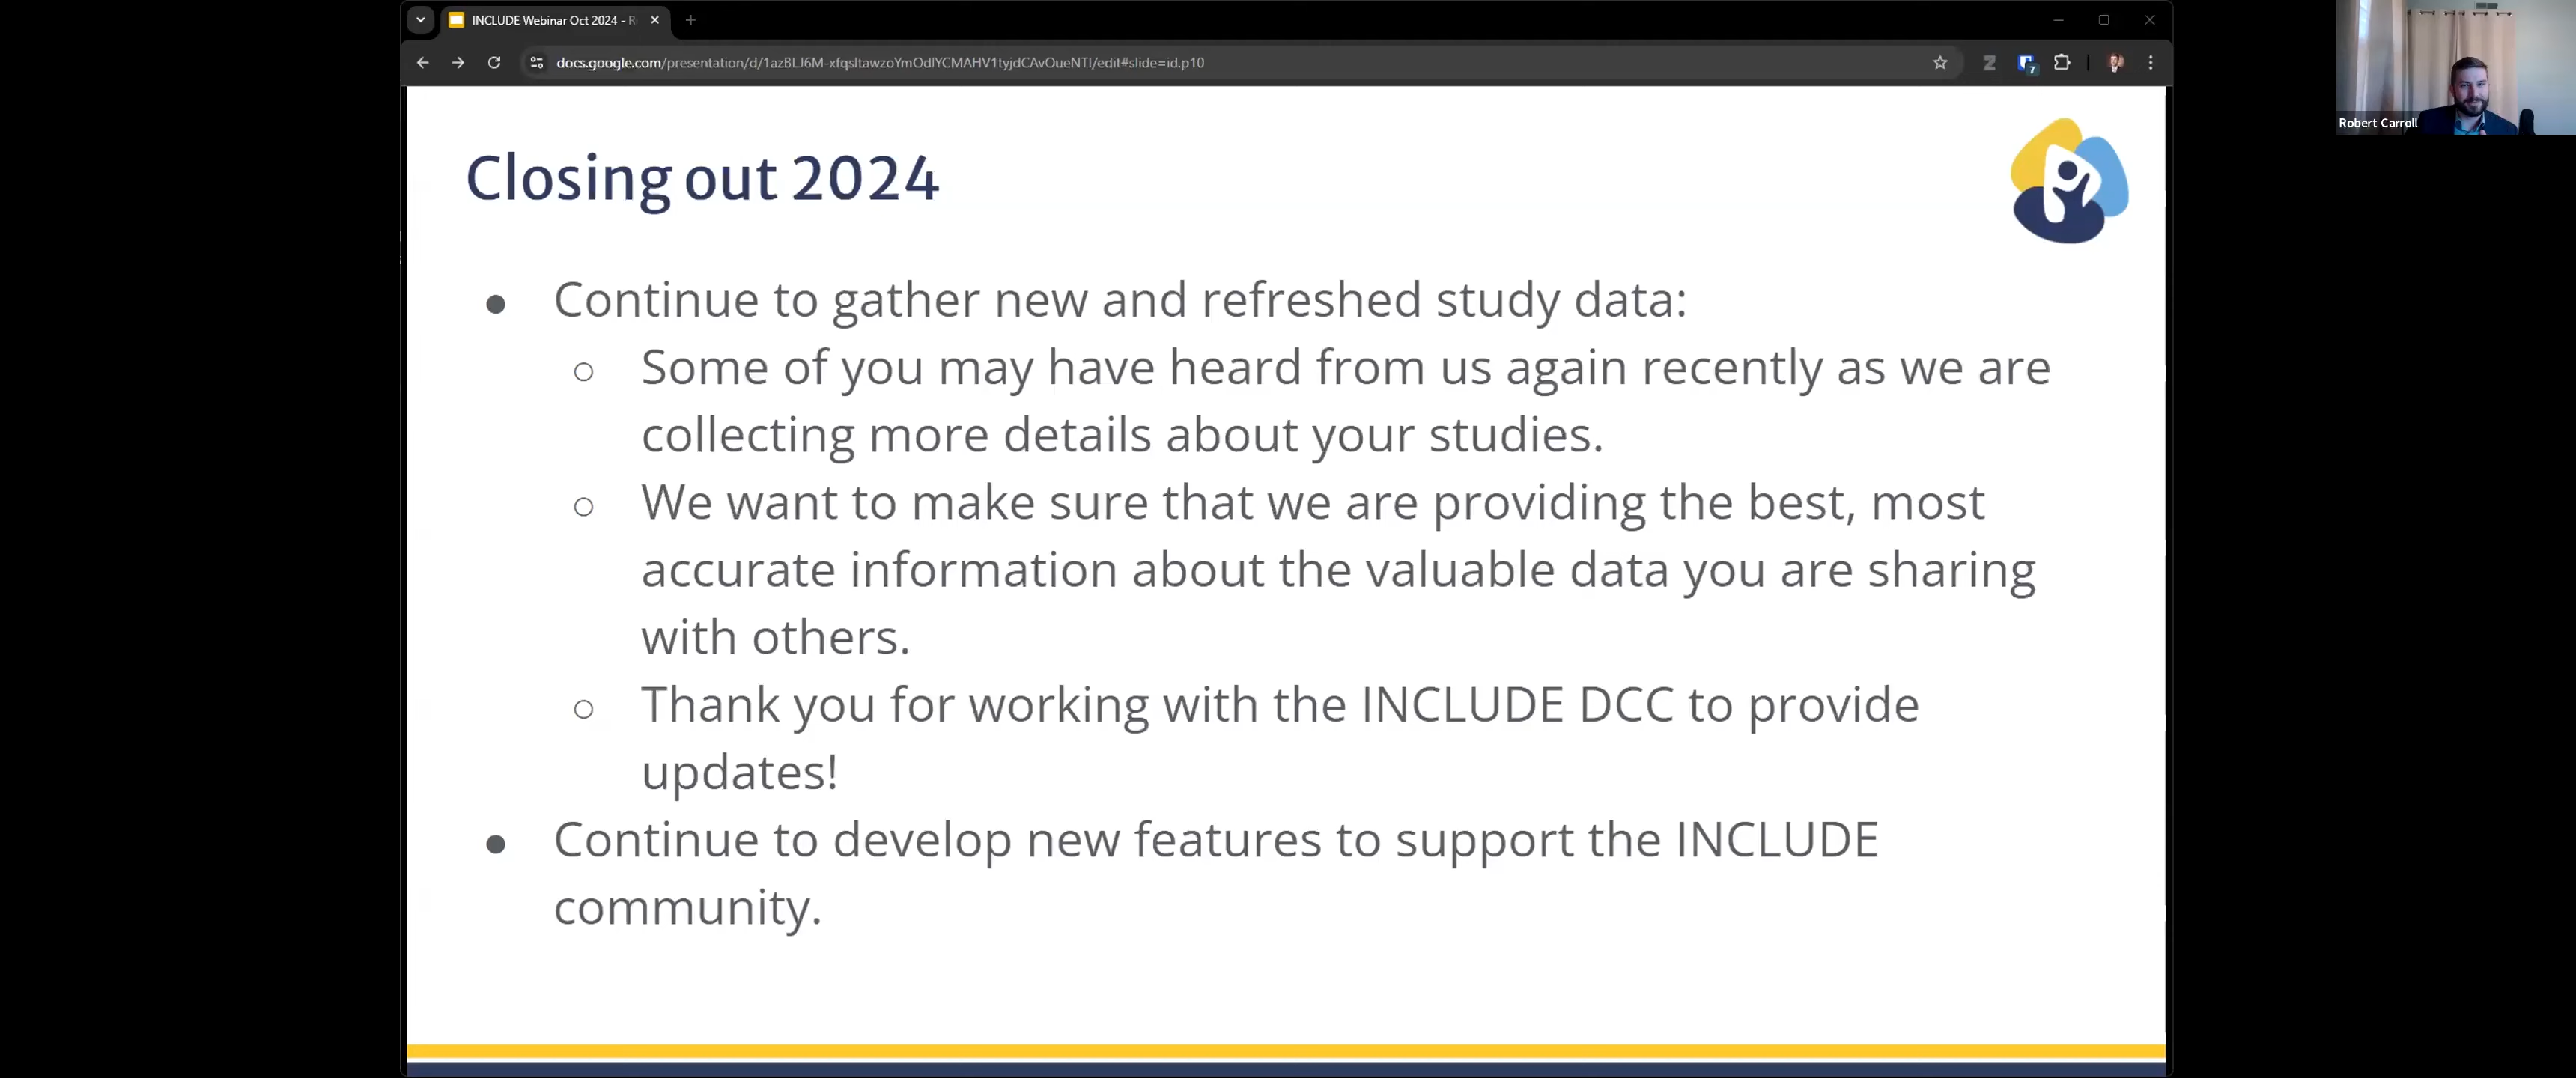 INCLUDE Webinar Oct 2024 - R
docs.google.com/presentation/d/1azBLJ6M-xfqsItawzoYmOdlYCMAHV1tyjdCAvOueNTI/edit#slide=id.p10
7
Robert Carroll
Closing out 2024
● Continue to gather new and refreshed study data:
○ Some of you may have heard from us again recently as we are
collecting more details about your studies.
○ We want to make sure that we are providing the best, most
accurate information about the valuable data you are sharing
with others.
○ Thank you for working with the INCLUDE DCC to provide
updates!
● Continue to develop new features to support the INCLUDE
community.